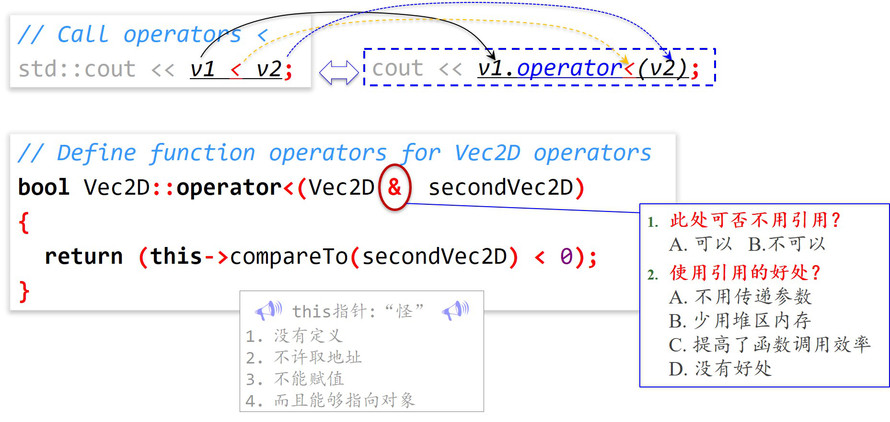 // Call operators <
std::cout << v1 < v2;
cout << v1.operator<(v2);
// Define function operators for Vec2D operators
bool Vec2D::operator<(Vec2D & secondVec2D)
{
return (this->compareTo(secondVec2D) < 0);
}
1. 此处可否不用引用?
A. 可以 B.不可以
2. 使用引用的好处?
A. 不用传递参数
B. 少用堆区内存
C. 提高了函数调用效率
D. 没有好处
this指针:“怪”
1. 没有定义
2. 不许取地址
3. 不能赋值
4. 而且能够指向对象